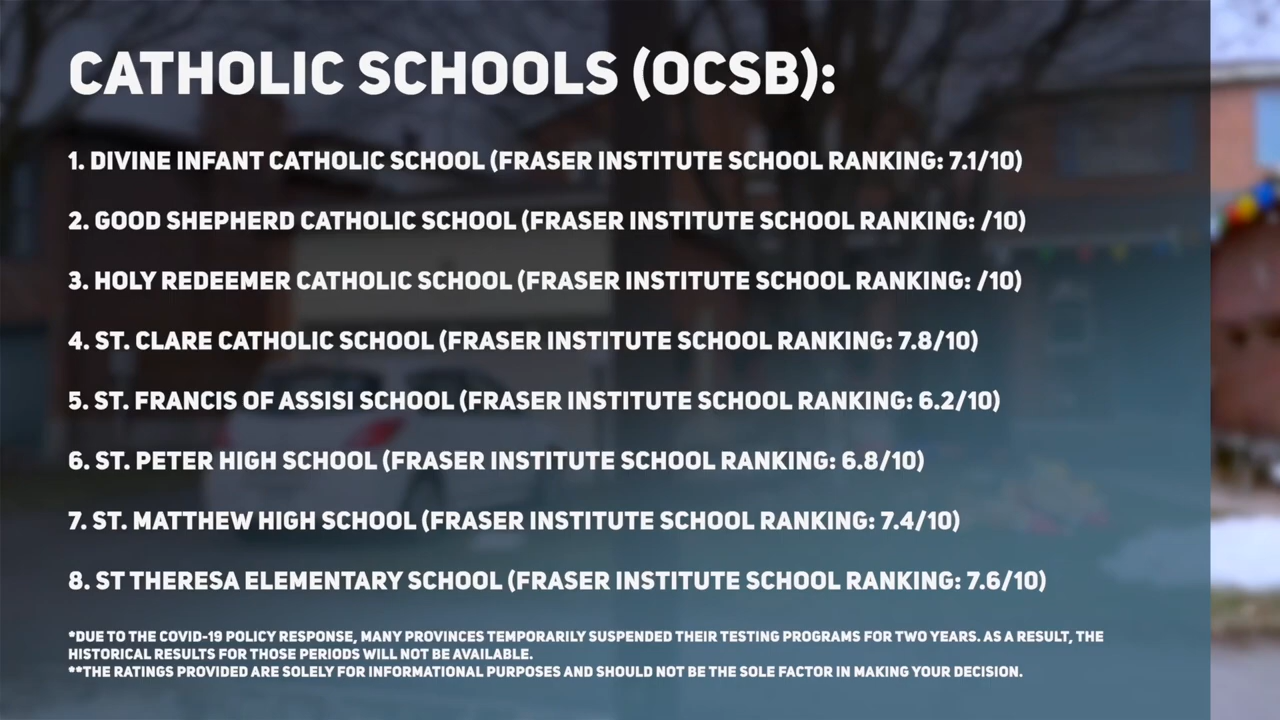 CATHOLIC SCHOOLS (OCSB):
1. DIVINE INFANT CATHOLIC SCHOOL (FRASER INSTITUTE SCHOOL RANKING: 7.1/10)
2. GOOD SHEPHERD CATHOLIC SCHOOL (FRASER INSTITUTE SCHOOL RANKING: /10)
3. HOLY REDEEMER CATHOLIC SCHOOL (FRASER INSTITUTE SCHOOL RANKING: /10)
4. ST. CLARE CATHOLIC SCHOOL (FRASER INSTITUTE SCHOOL RANKING: 7.8/10)
5. ST. FRANCIS OF ASSISI SCHOOL (FRASER INSTITUTE SCHOOL RANKING: 6.2/10)
6. ST. PETER HIGH SCHOOL (FRASER INSTITUTE SCHOOL RANKING: 6.8/10)
7. ST. MATTHEW HIGH SCHOOL (FRASER INSTITUTE SCHOOL RANKING: 7.4/10)
8. ST THERESA ELEMENTARY SCHOOL (FRASER INSTITUTE SCHOOL RANKING: 7.6/10)
*DUE TO THE COVID-19 POLICY RESPONSE, MANY PROVINCES TEMPORARILY SUSPENDED THEIR TESTING PROGRAMS FOR TWO YEARS. AS A RESULT, THE
HISTORICAL RESULTS FOR THOSE PERIODS WILL NOT BE AVAILABLE.
**THE RATINGS PROVIDED ARE SOLELY FOR INFORMATIONAL PURPOSES AND SHOULD NOT BE THE SOLE FACTOR IN MAKING YOUR DECISION.